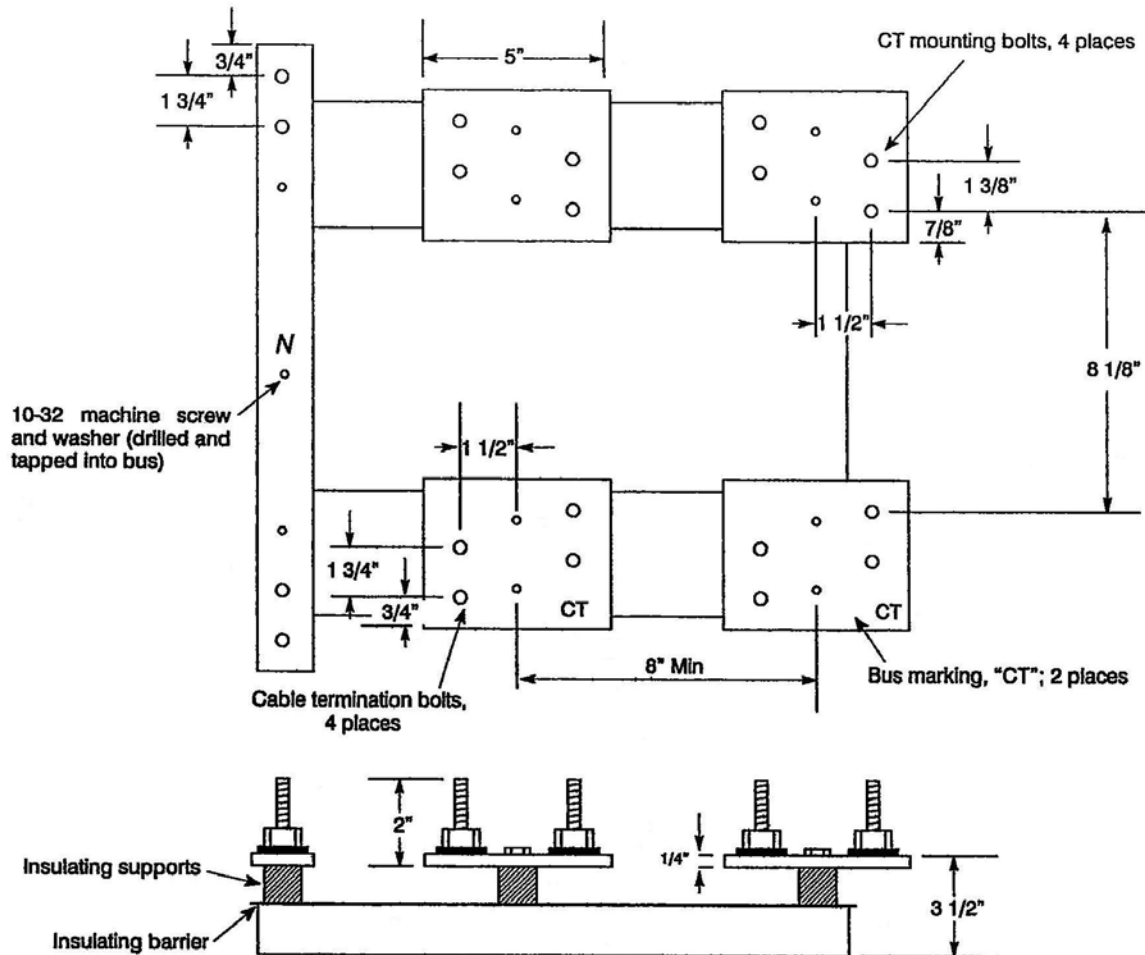 3/4"
5"
CT mounting bolts, 4 places
1 3/4"
1 3/8"
7/8"
1 1/2"
N
8 1/8"
10-32 machine screw
and washer (drilled and
tapped into bus)
1 1/2"
1 3/4"
3/4"
CT
CT
8" Min
Bus marking, "CT"; 2 places
Cable termination bolts,
4 places
2"
1/4"
Insulating supports
3 1/2"
Insulating barrier